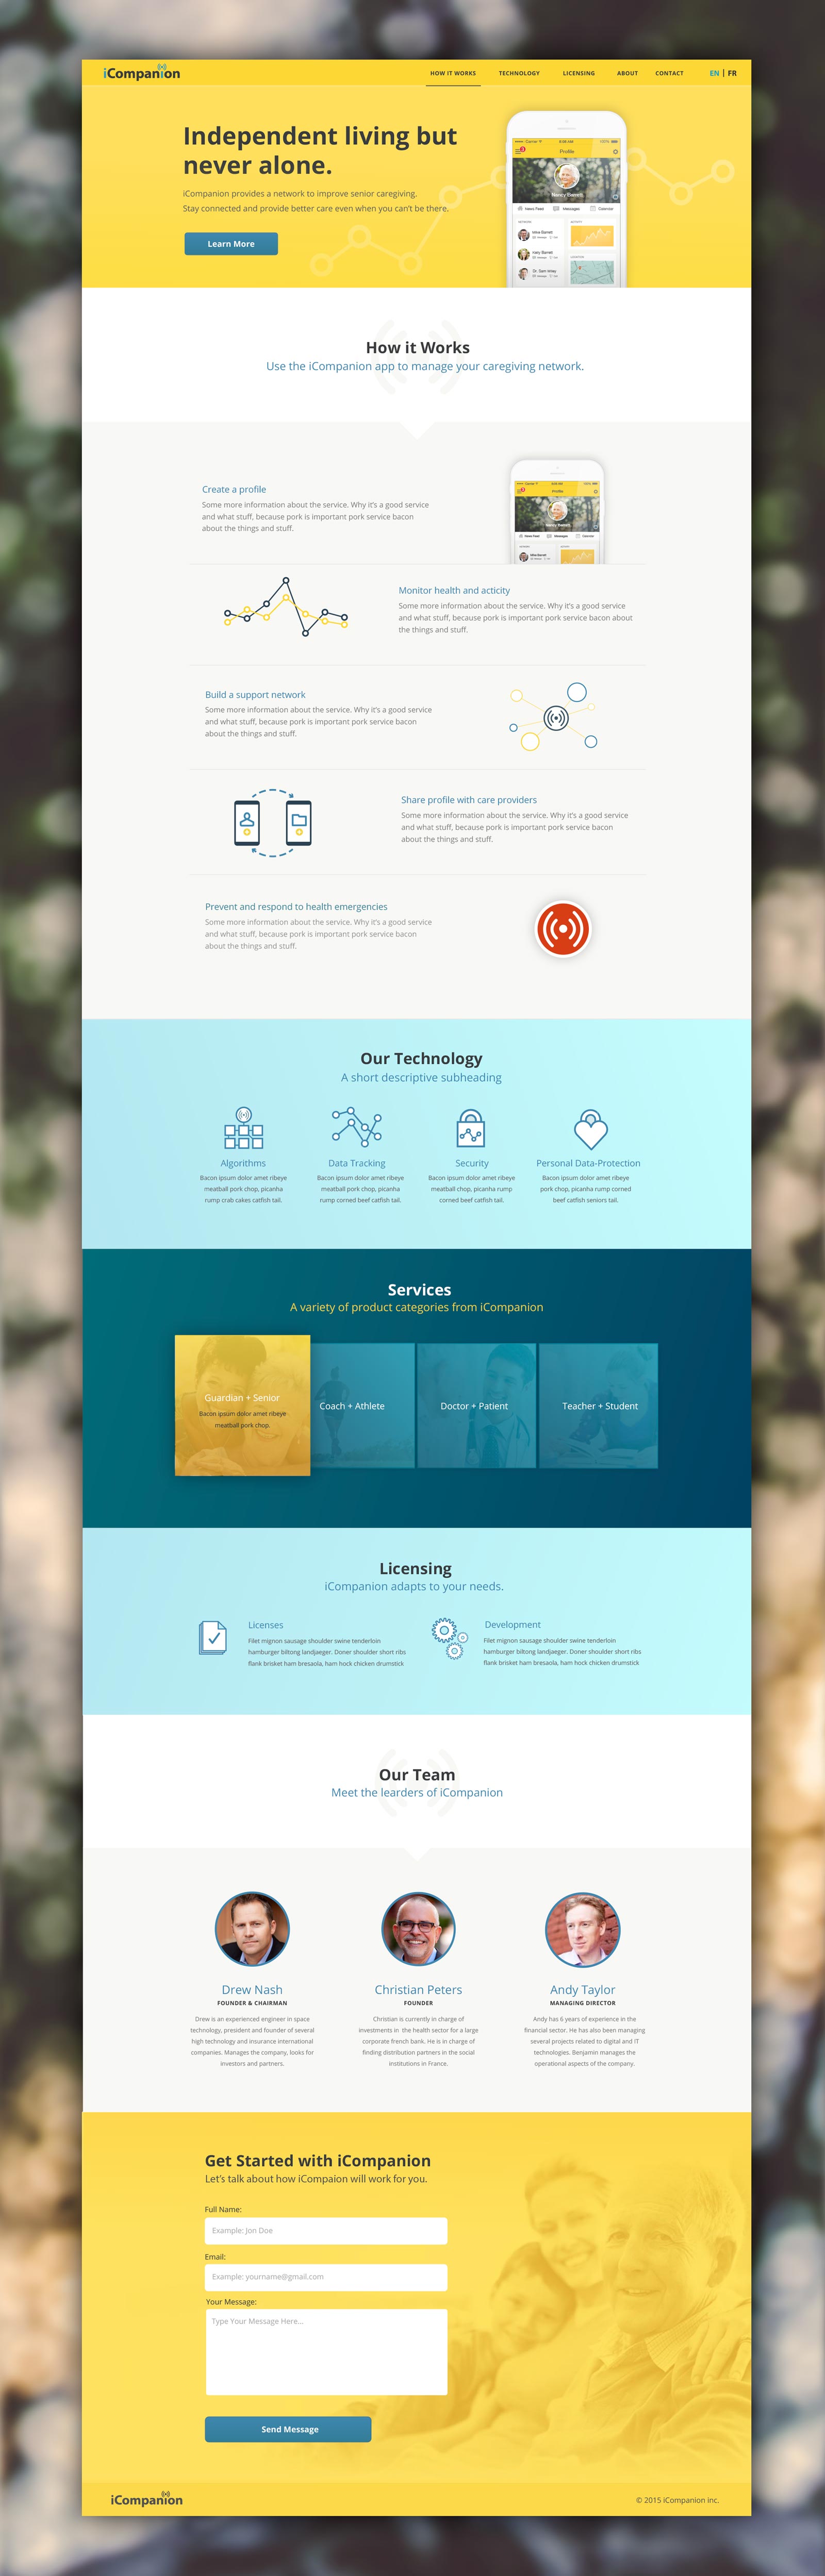 iCompanion
HOW IT WORKS TECHNOLOGY LICENSING ABOUT CONTACT EN | FR
Independent living but
never alone.
iCompanion provides a network to improve senior caregiving.
Stay connected and provide better care even when you can't be there.
Learn More
Profile
Nancy Barrett
News Feed Messages Calendar
How it Works
Use the iCompanion app to manage your caregiving network.
Create a profile
Some more information about the service. Why it's a good service
and what stuff, because pork is important pork service bacon
about the things and stuff.
Profile
Monitor health and acticity
Some more information about the service. Why it's a good service
and what stuff, because pork is important pork service bacon about
the things and stuff.
Build a support network
Some more information about the service. Why it's a good service
and what stuff, because pork is important pork service bacon
about the things and stuff.
Share profile with care providers
Some more information about the service. Why it's a good service
and what stuff, because pork is important pork service bacon
about the things and stuff.
Prevent and respond to health emergencies
Some more information about the service. Why it's a good service
and what stuff, because pork is important pork service bacon
about the things and stuff.
Our Technology
A short descriptive subheading
Algorithms
Bacon ipsum dolor amet ribeye
meatball pork chop, picanha
rump crab cakes catfish tail.
Data Tracking
Bacon ipsum dolor amet ribeye
meatball pork chop, picanha
rump corned beef catfish tail.
Security
Bacon ipsum dolor amet ribeye
meatball chop, picanha rump
corned beef catfish tail.
Personal Data-Protection
Bacon ipsum dolor amet ribeye
pork chop, picanha rump corned
beef catfish seniors tail.
Services
A variety of product categories from iCompanion
Guardian + Senior
Bacon ipsum dolor amet ribeye
meatball pork chop.
Coach + Athlete
Doctor + Patient
Teacher + Student
Licensing
iCompanion adapts to your needs.
Licenses
Filet mignon sausage shoulder swine tenderloin
hamburger biltong landjaeger. Doner shoulder short ribs
flank brisket ham bresaola, ham hock chicken drumstick
Development
Filet mignon sausage shoulder swine tenderloin
hamburger biltong landjaeger. Doner shoulder short ribs
flank brisket ham bresaola, ham hock chicken drumstick
Our Team
Meet the learders of iCompanion
Drew Nash
FOUNDER & CHAIRMAN
Drew is an experienced engineer in space
technology, president and founder of several
high technology and insurance international
companies. Manages the company, looks for
investors and partners.
Christian Peters
FOUNDER
Christian is currently in charge of
investments in the health sector for a large
corporate french bank. He is in charge of
finding distribution partners in the social
institutions in France.
Andy Taylor
MANAGING DIRECTOR
Andy has 6 years of experience in the
financial sector. He has also been managing
several projects related to digital and IT
technologies. Benjamin manages the
operational aspects of the company.
Get Started with iCompanion
Let's talk about how iCompaion will work for you.
Full Name:
Example: Jon Doe
Email:
Example: yourname@gmail.com
Your Message:
Type Your Message Here...
Send Message
iCompanion
© 2015 iCompanion inc.